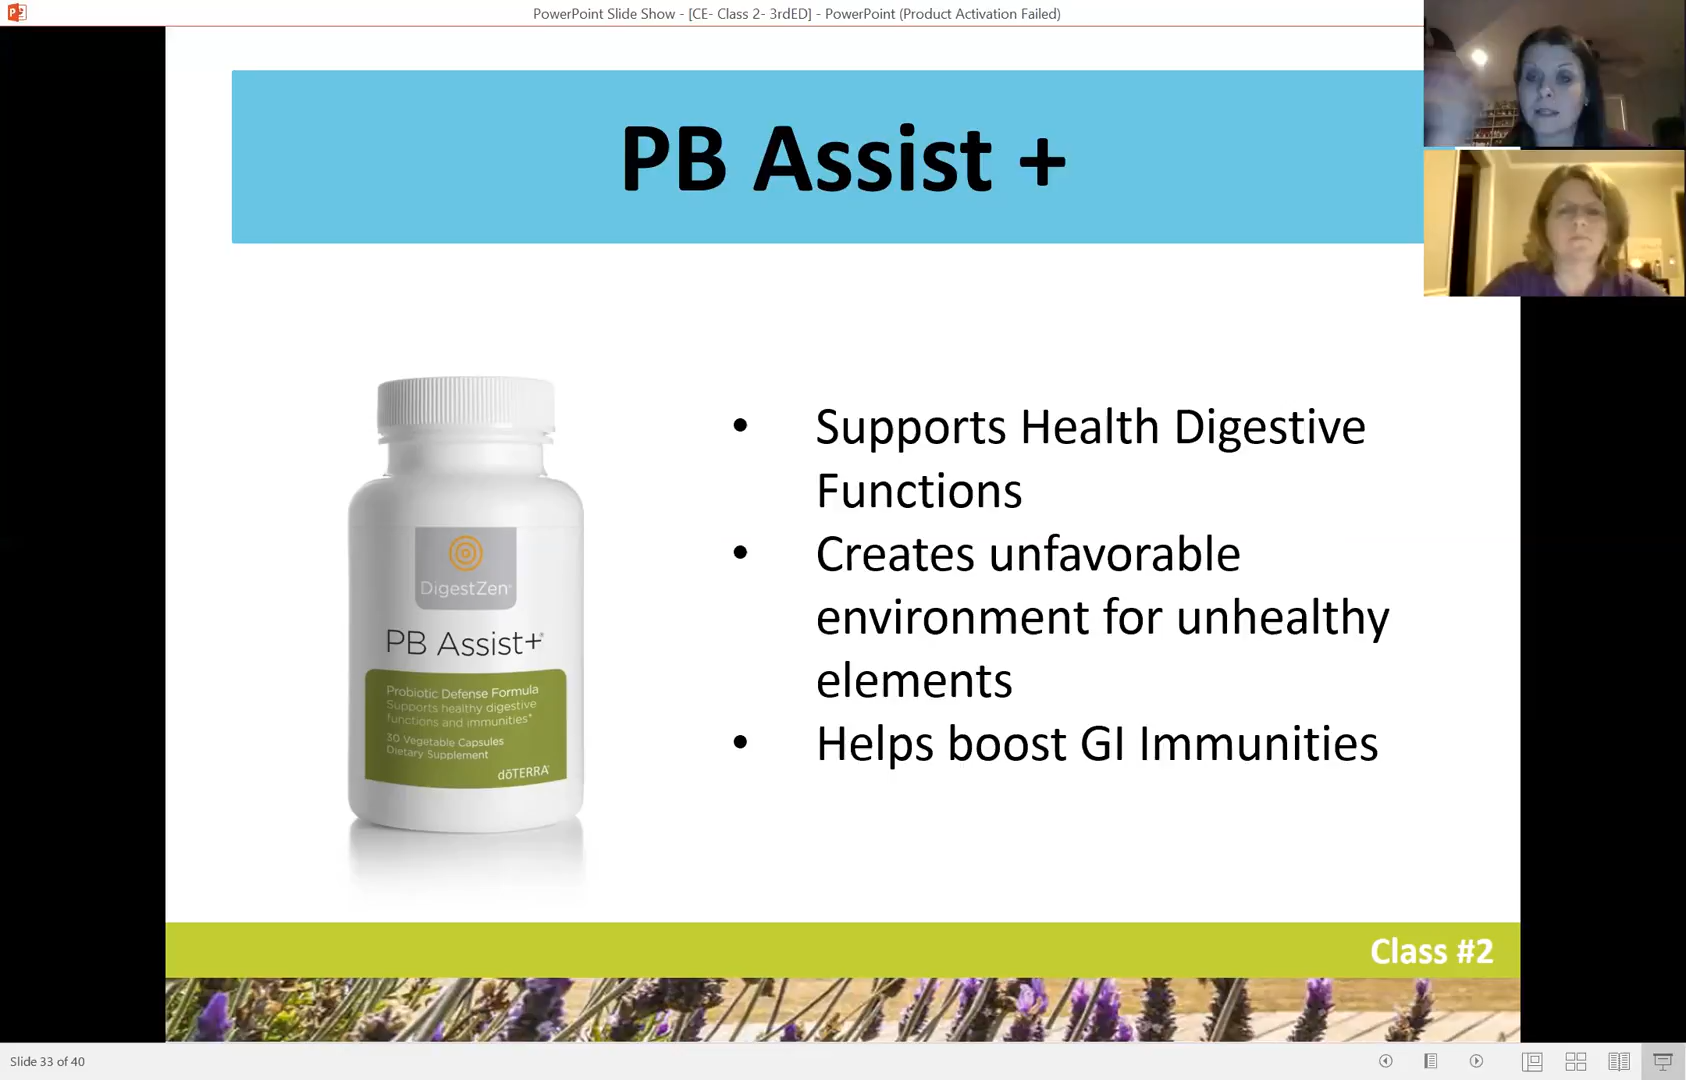 PowerPoint Slide Show - [CE- Class 2- 3rdED] - PowerPoint (Product Activation Failed)
PB Assist +
• Supports Health Digestive
Functions
• Creates unfavorable
environment for unhealthy
elements
• Helps boost GI Immunities
DigestZen®
PB Assist+®
Probiotic Defense Formula
Supports healthy digestive
functions and immunities*
30 Vegetable Capsules
Dietary Supplement
dōTERRA®
Class #2
Slide 33 of 40